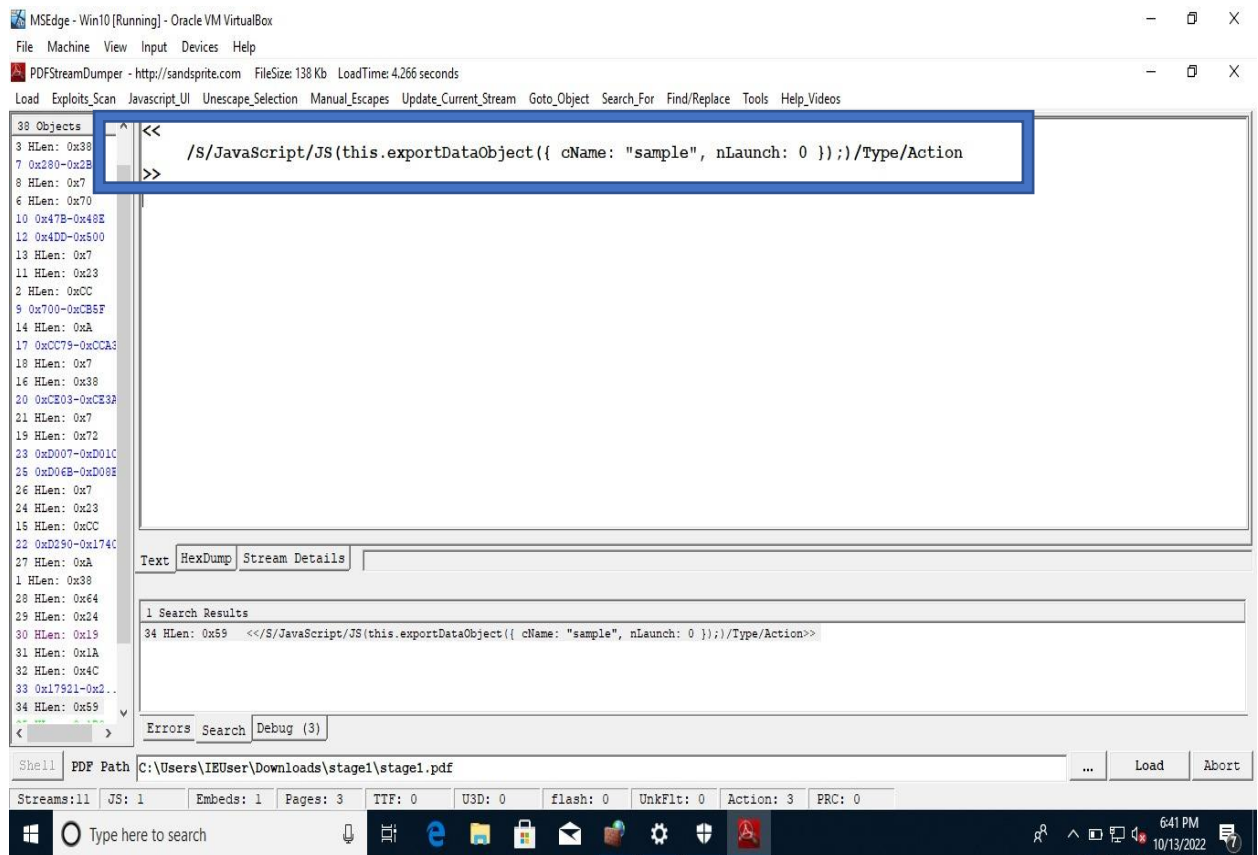 MSEdge - Win10 [Running] - Oracle VM VirtualBox
File Machine View Input Devices Help
PDFStreamDumper - http://sandsprite.com FileSize: 138 Kb LoadTime: 4.266 seconds
Load Exploits_Scan Javascript_UI Unescape_Selection Manual_Escapes Update_Current_Stream Goto_Object Search_For Find/Replace Tools Help_Videos
38 Objects
3 HLen: 0x38
7 0x280-0x2B
8 HLen: 0x7
6 HLen: 0x70
10 0x47B-0x48E
12 0x4DD-0x500
13 HLen: 0x7
11 HLen: 0x23
2 HLen: 0xCC
9 0x700-0xCB5F
14 HLen: 0xA
17 0xCC79-0xCCA3
18 HLen: 0x7
16 HLen: 0x38
20 0xCE03-0xCE3A
21 HLen: 0x7
19 HLen: 0x72
23 0xD007-0xD01C
25 0xD06B-0xD08E
26 HLen: 0x7
24 HLen: 0x23
15 HLen: 0xCC
22 0xD290-0x174C
27 HLen: 0xA
1 HLen: 0x38
28 HLen: 0x64
29 HLen: 0x24
30 HLen: 0x19
31 HLen: 0x1A
32 HLen: 0x4C
33 0x17921-0x2..
34 HLen: 0x59
<<
/S/JavaScript/JS(this.exportDataObject({ cName: "sample", nLaunch: 0 });)/Type/Action
>>
Text HexDump Stream Details
1 Search Results
34 HLen: 0x59 <</S/JavaScript/JS(this.exportDataObject({ cName: "sample", nLaunch: 0 });)/Type/Action>>
Errors Search Debug (3)
Shell PDF Path C:\Users\IEUser\Downloads\stage1\stage1.pdf ... Load Abort
Streams:11 JS: 1 Embeds: 1 Pages: 3 TTF: 0 U3D: 0 flash: 0 UnkFlt: 0 Action: 3 PRC: 0
Type here to search
6:41 PM
10/13/2022
7